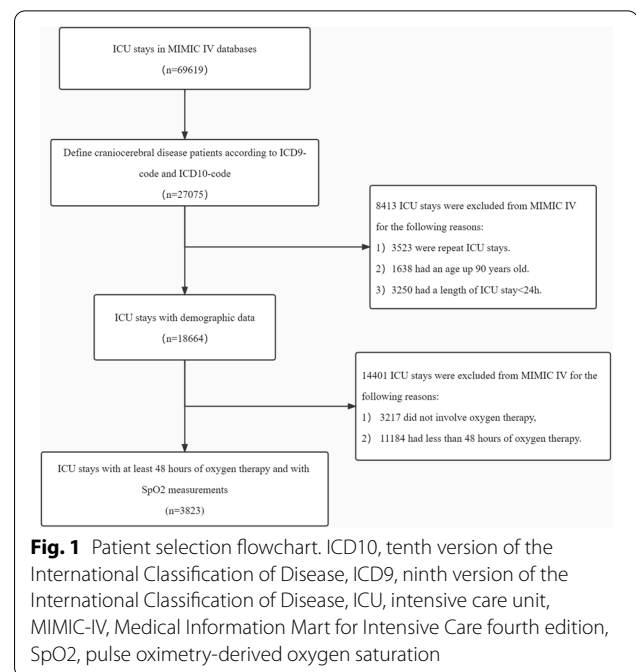 ICU stays in MIMIC IV databases
(n=69619)
Define craniocerebral disease patients according to ICD9-
code and ICD10-code
(n=27075)
8413 ICU stays were excluded from MIMIC IV
for the following reasons:
1) 3523 were repeat ICU stays.
2) 1638 had an age up 90 years old.
3) 3250 had a length of ICU stay<24h.
ICU stays with demographic data
(n=18664)
14401 ICU stays were excluded from MIMIC IV for the
following reasons:
1) 3217 did not involve oxygen therapy,
2) 11184 had less than 48 hours of oxygen therapy.
ICU stays with at least 48 hours of oxygen therapy and with
SpO2 measurements
(n=3823)
Fig. 1 Patient selection flowchart. ICD10, tenth version of the
International Classification of Disease, ICD9, ninth version of the
International Classification of Disease, ICU, intensive care unit,
MIMIC-IV, Medical Information Mart for Intensive Care fourth edition,
SpO2, pulse oximetry-derived oxygen saturation